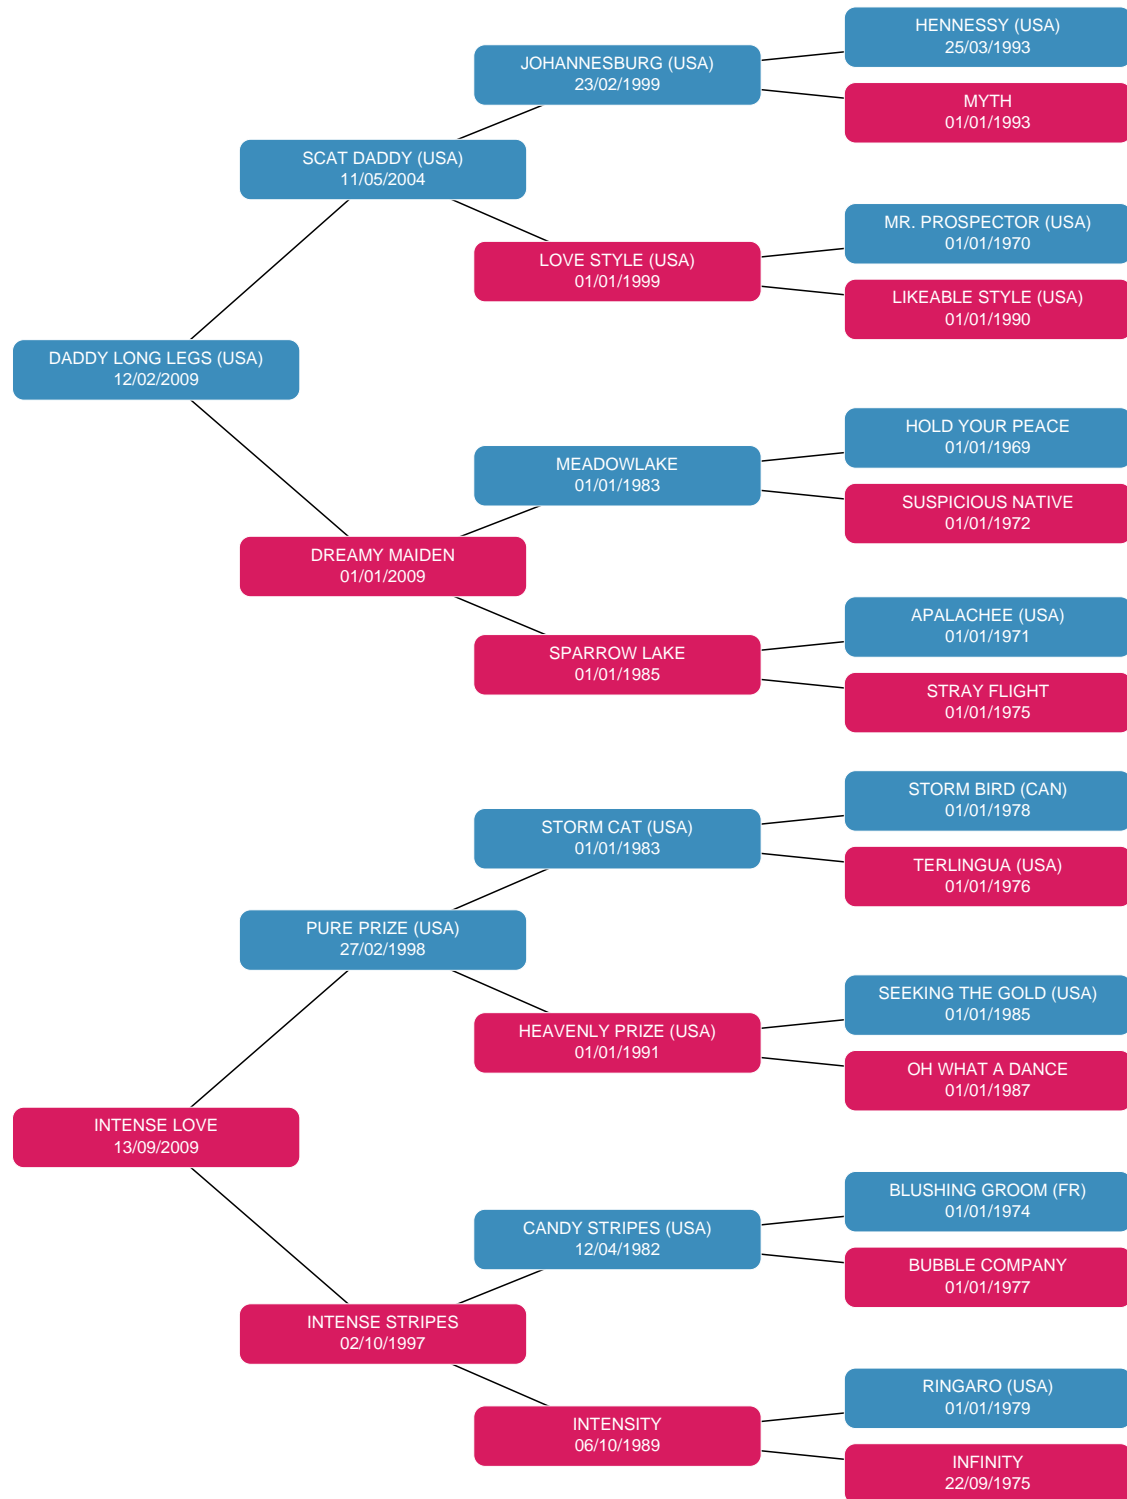 HENNESSY (USA)
25/03/1993
JOHANNESBURG (USA)
23/02/1999
MYTH
01/01/1993
SCAT DADDY (USA)
11/05/2004
MR. PROSPECTOR (USA)
01/01/1970
LOVE STYLE (USA)
01/01/1999
LIKEABLE STYLE (USA)
01/01/1990
DADDY LONG LEGS (USA)
12/02/2009
HOLD YOUR PEACE
01/01/1969
MEADOWLAKE
01/01/1983
SUSPICIOUS NATIVE
01/01/1972
DREAMY MAIDEN
01/01/2009
APALACHEE (USA)
01/01/1971
SPARROW LAKE
01/01/1985
STRAY FLIGHT
01/01/1975
STORM BIRD (CAN)
01/01/1978
STORM CAT (USA)
01/01/1983
TERLINGUA (USA)
01/01/1976
PURE PRIZE (USA)
27/02/1998
SEEKING THE GOLD (USA)
01/01/1985
HEAVENLY PRIZE (USA)
01/01/1991
OH WHAT A DANCE
01/01/1987
INTENSE LOVE
13/09/2009
BLUSHING GROOM (FR)
01/01/1974
CANDY STRIPES (USA)
12/04/1982
BUBBLE COMPANY
01/01/1977
INTENSE STRIPES
02/10/1997
RINGARO (USA)
01/01/1979
INTENSITY
06/10/1989
INFINITY
22/09/1975